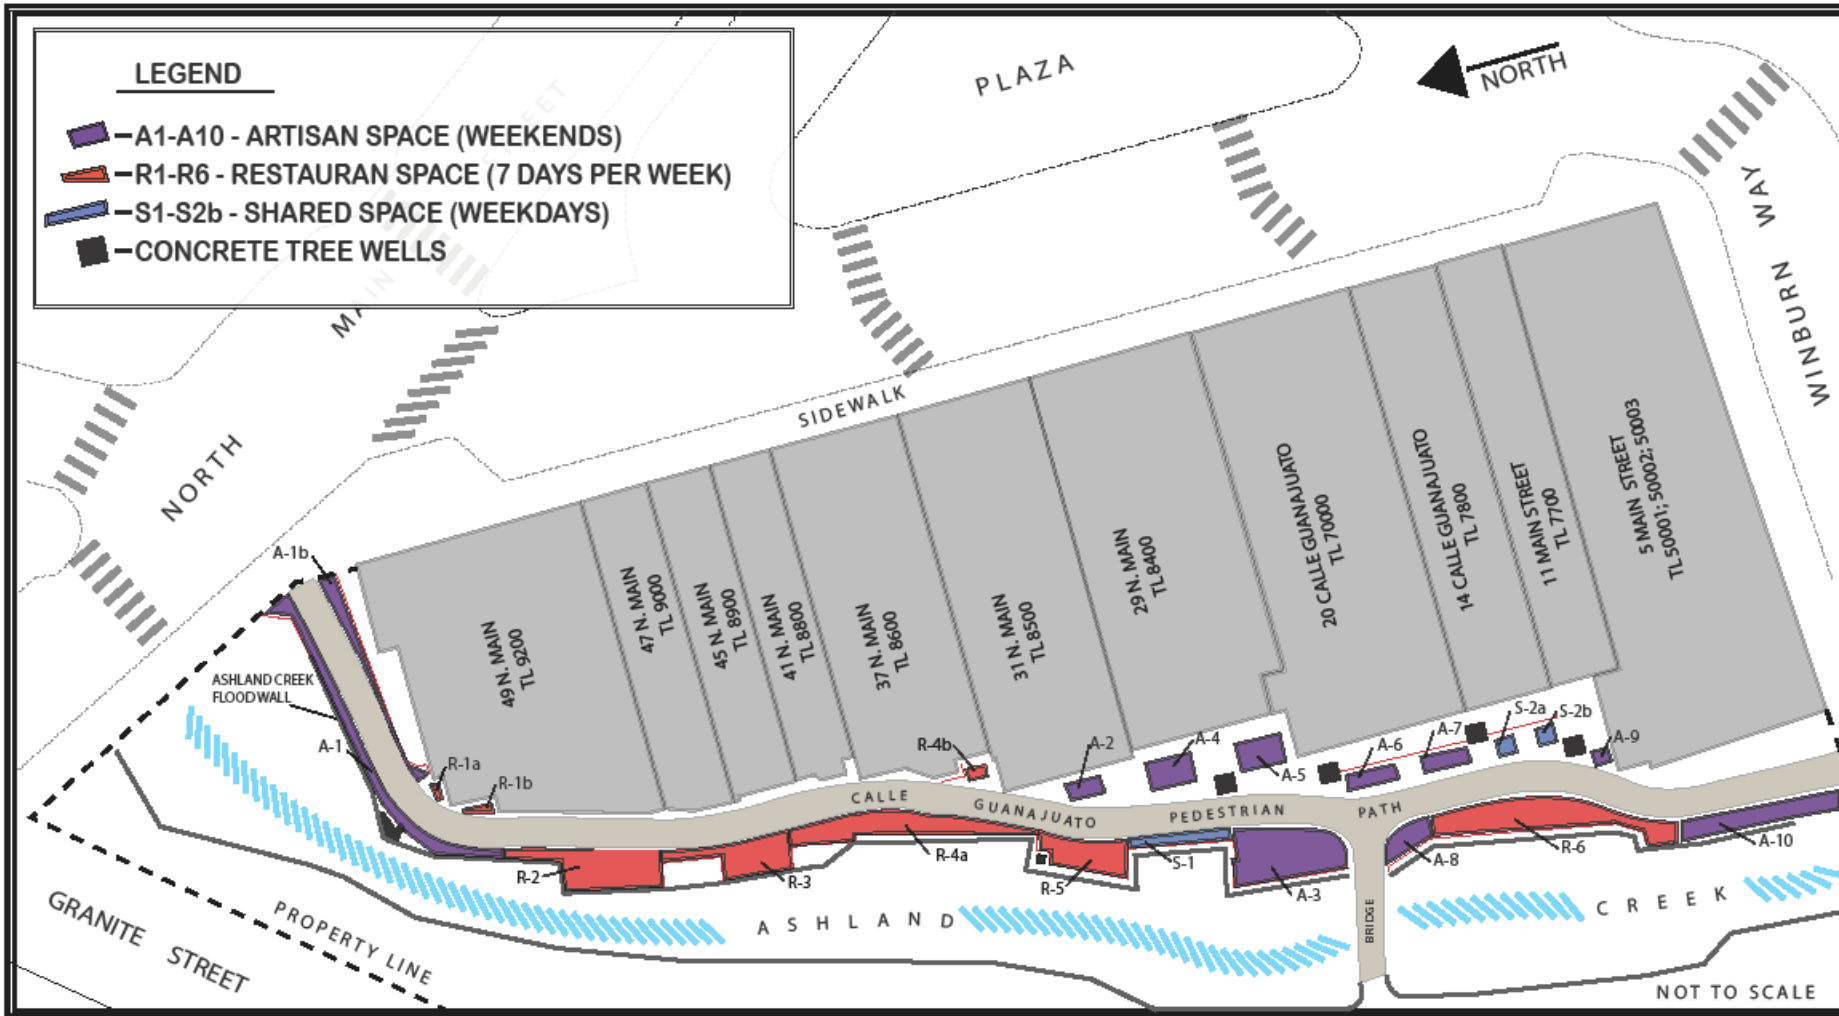 LEGEND
A1-A10 - ARTISAN SPACE (WEEKENDS)
R1-R6 - RESTAURAN SPACE (7 DAYS PER WEEK)
S1-S2b - SHARED SPACE (WEEKDAYS)
CONCRETE TREE WELLS
PLAZA
NORTH
WINBURN WAY
NORTH
MAIN
STREET
SIDEWALK
49 N. MAIN
TL 9200
47 N. MAIN
TL 9000
45 N. MAIN
TL 8900
41 N. MAIN
TL 8800
37 N. MAIN
TL 8600
31 N. MAIN
TL 8500
29 N. MAIN
TL 8400
20 CALLE GUANAJUATO
TL 70000
14 CALLE GUANAJUATO
TL 7800
11 MAIN STREET
TL 7700
5 MAIN STREET
TL 50001; 50002; 50003
A-1b
ASHLAND CREEK
FLOOD WALL
A-1
R-1a
R-1b
R-4b
A-2
A-4
A-5
A-6
A-7
S-2a
S-2b
A-9
CALLE GUANAJUATO PEDESTRIAN PATH
R-2
R-3
R-4a
R-5
S-1
A-3
A-8
R-6
A-10
ASHLAND CREEK
BRIDGE
GRANITE STREET
PROPERTY LINE
NOT TO SCALE